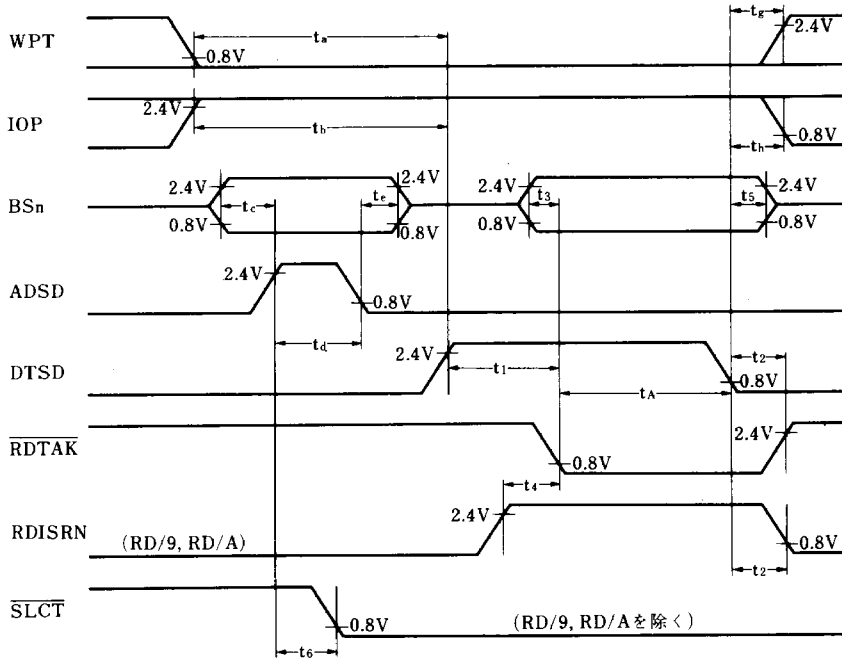 WPT
0.8V
ta
tg
2.4V
IOP
2.4V
tb
th
0.8V
BSn
2.4V
0.8V
tc
te
2.4V
0.8V
2.4V
0.8V
t3
t5
2.4V
0.8V
ADSD
2.4V
0.8V
td
DTSD
2.4V
t1
tA
t2
0.8V
RDTAK
0.8V
2.4V
t4
RDISRN
(RD/9, RD/A)
2.4V
0.8V
t2
SLCT
0.8V
(RD/9, RD/Aを除く)
t6